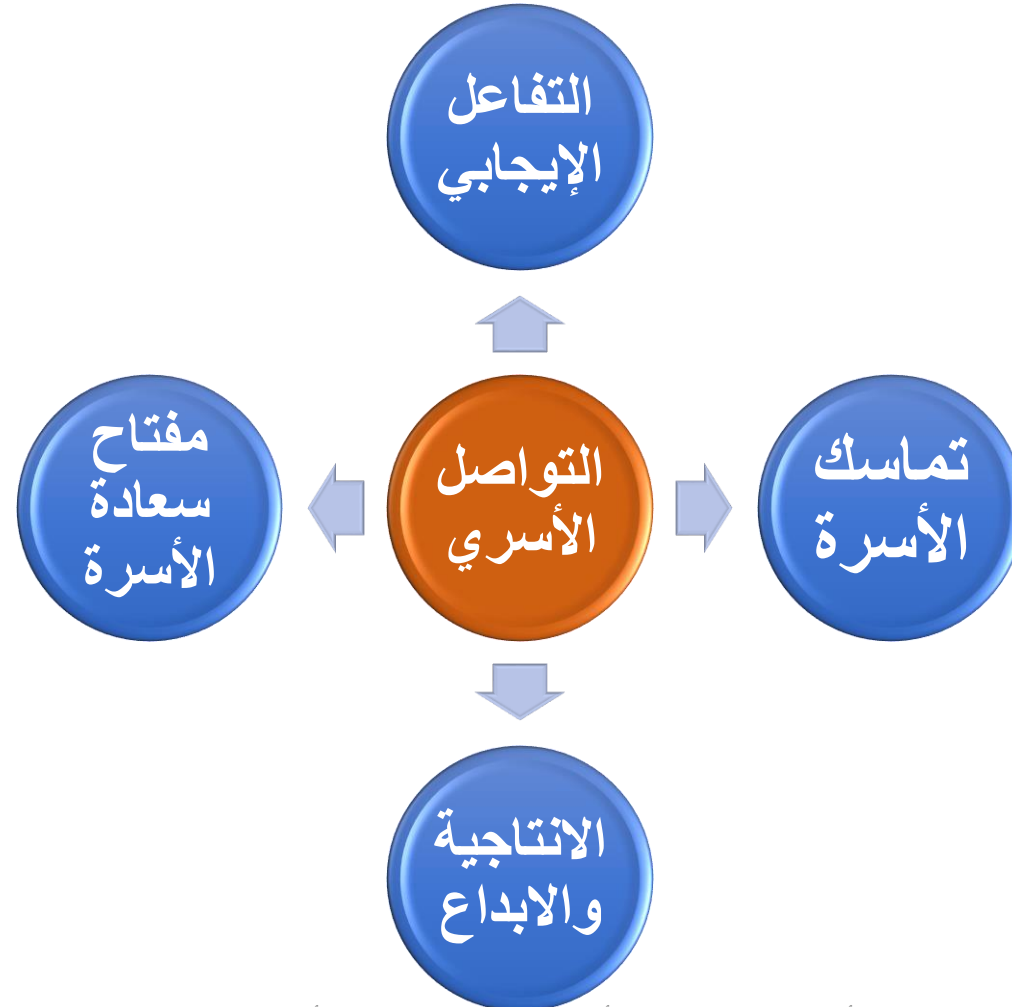 التفاعل
الإيجابي
تماسك
الأسرة
التواصل
الأسري
مفتاح
سعادة
الأسرة
الانتاجية
والابداع